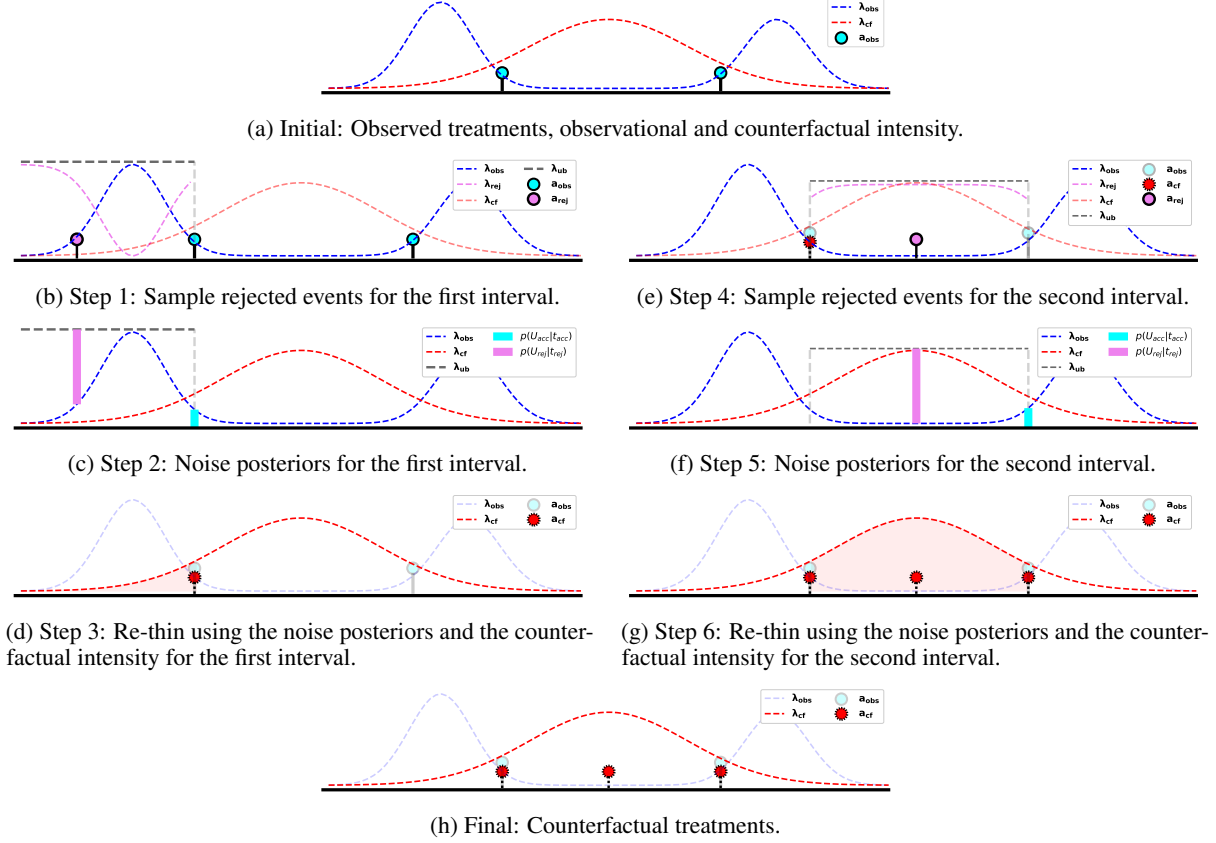 λobs
λcf
aobs
(a) Initial: Observed treatments, observational and counterfactual intensity.
λobs λub
λrej aobs
λcf arej
(b) Step 1: Sample rejected events for the first interval.
λobs aobs
λrej acf
λcf arej
λub
(e) Step 4: Sample rejected events for the second interval.
λobs p(Uacc|tacc)
λcf p(Urej|trej)
λub
(c) Step 2: Noise posteriors for the first interval.
λobs p(Uacc|tacc)
λcf p(Urej|trej)
λub
(f) Step 5: Noise posteriors for the second interval.
λobs aobs
λcf acf
(d) Step 3: Re-thin using the noise posteriors and the counter-
factual intensity for the first interval.
λobs aobs
λcf acf
(g) Step 6: Re-thin using the noise posteriors and the counter-
factual intensity for the second interval.
λobs aobs
λcf acf
(h) Final: Counterfactual treatments.